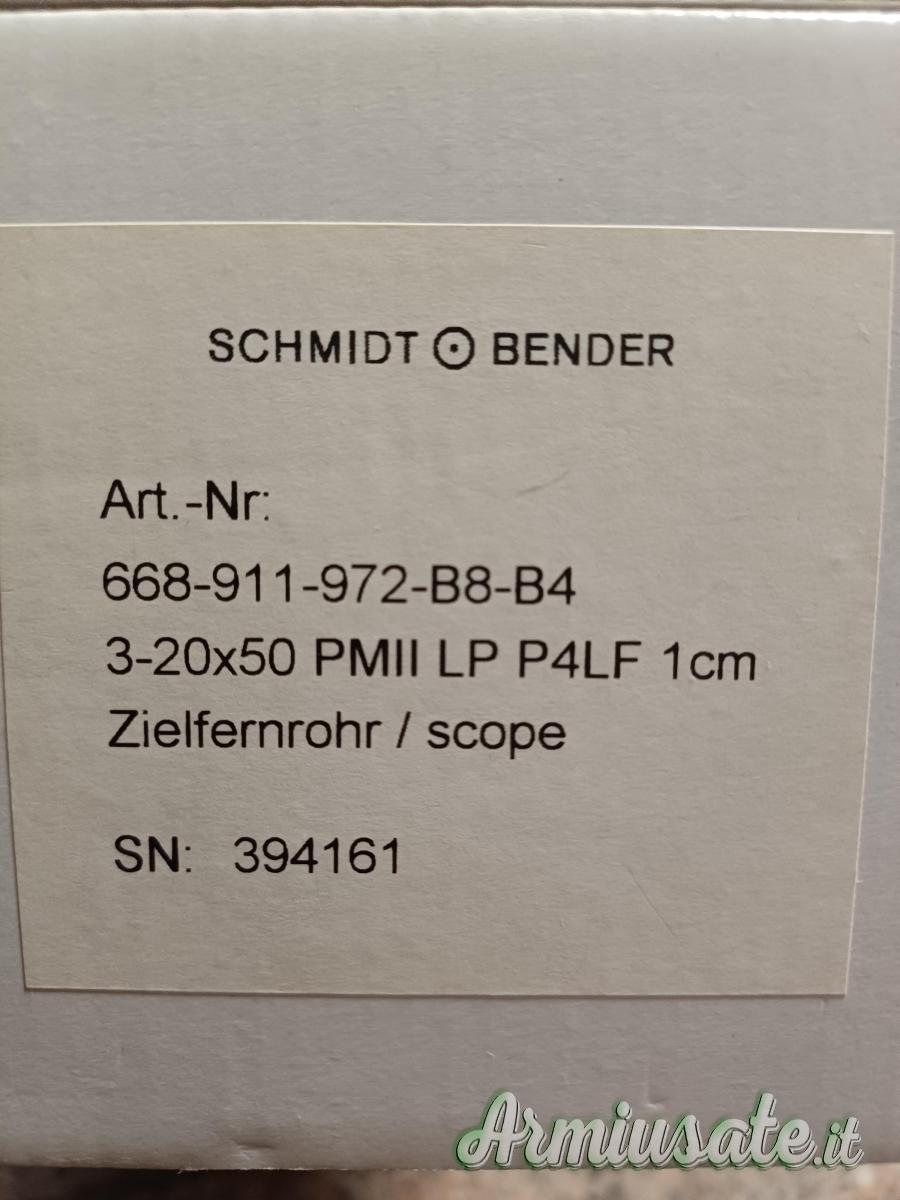 SCHMIDT BENDER
Art.-Nr:
668-911-972-B8-B4
3-20x50 PMII LP P4LF 1cm
Zielfernrohr / scope
SN: 394161
Armiusate.it